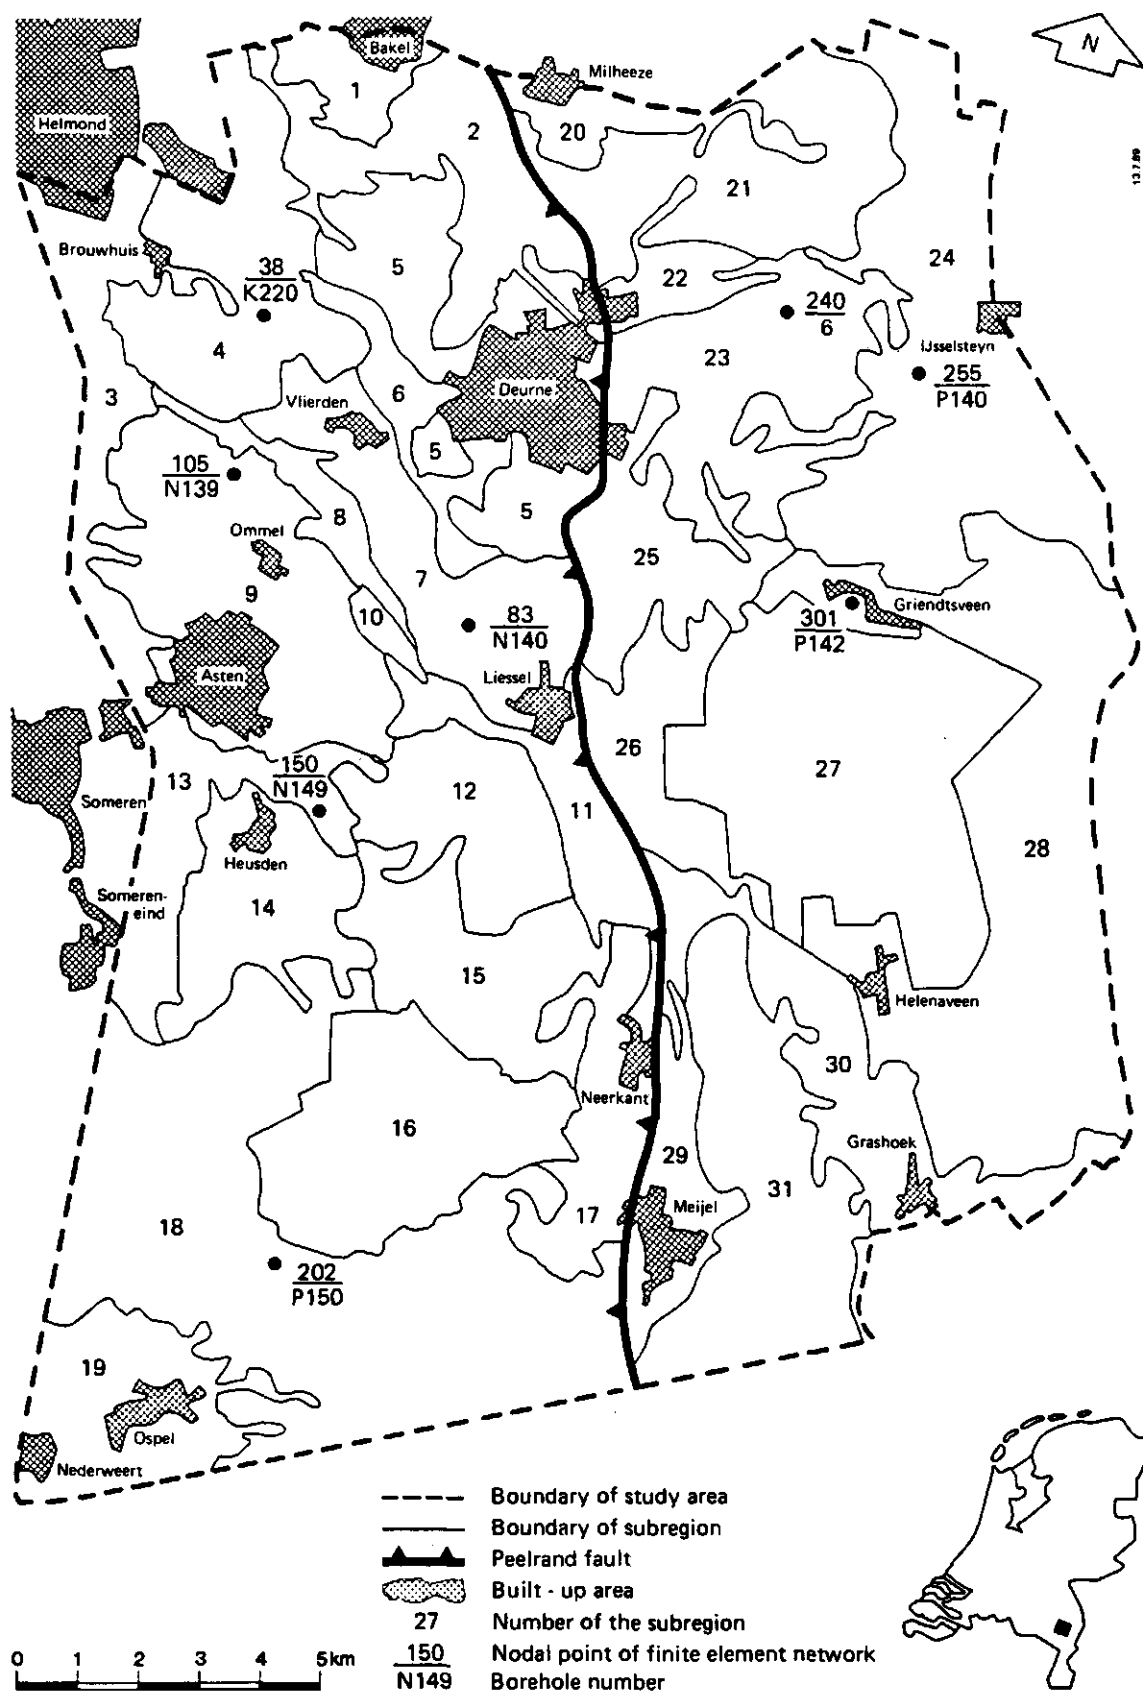 Bakel
Milheeze
N
1
2
20
Helmond
13.7.89
21
Brouwhuis
38
K220
5
22
24
240
6
4
23
IJsselsteyn
255
P140
3
Vlierden
6
Deurne
5
105
N139
8
5
Ommel
25
7
9
10
83
N140
301
P142
Griendtsveen
Asten
Liessel
26
27
13
150
N149
12
11
Someren
Heusden
28
Someren-
eind
14
15
Helenaveen
30
Neerkant
16
Grashoek
29
31
17
Meijel
18
202
P150
19
Ospel
Nederweert
Boundary of study area
Boundary of subregion
Peelrand fault
Built - up area
27 Number of the subregion
150 Nodal point of finite element network
N149 Borehole number
0 1 2 3 4 5km